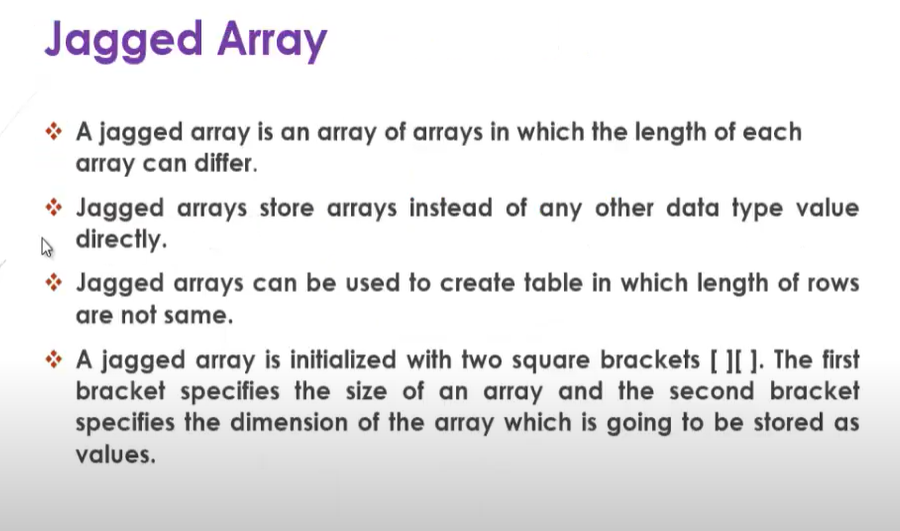 Jagged Array
❖ A jagged array is an array of arrays in which the length of each
array can differ.
❖ Jagged arrays store arrays instead of any other data type value
directly.
❖ Jagged arrays can be used to create table in which length of rows
are not same.
❖ A jagged array is initialized with two square brackets [ ][ ]. The first
bracket specifies the size of an array and the second bracket
specifies the dimension of the array which is going to be stored as
values.